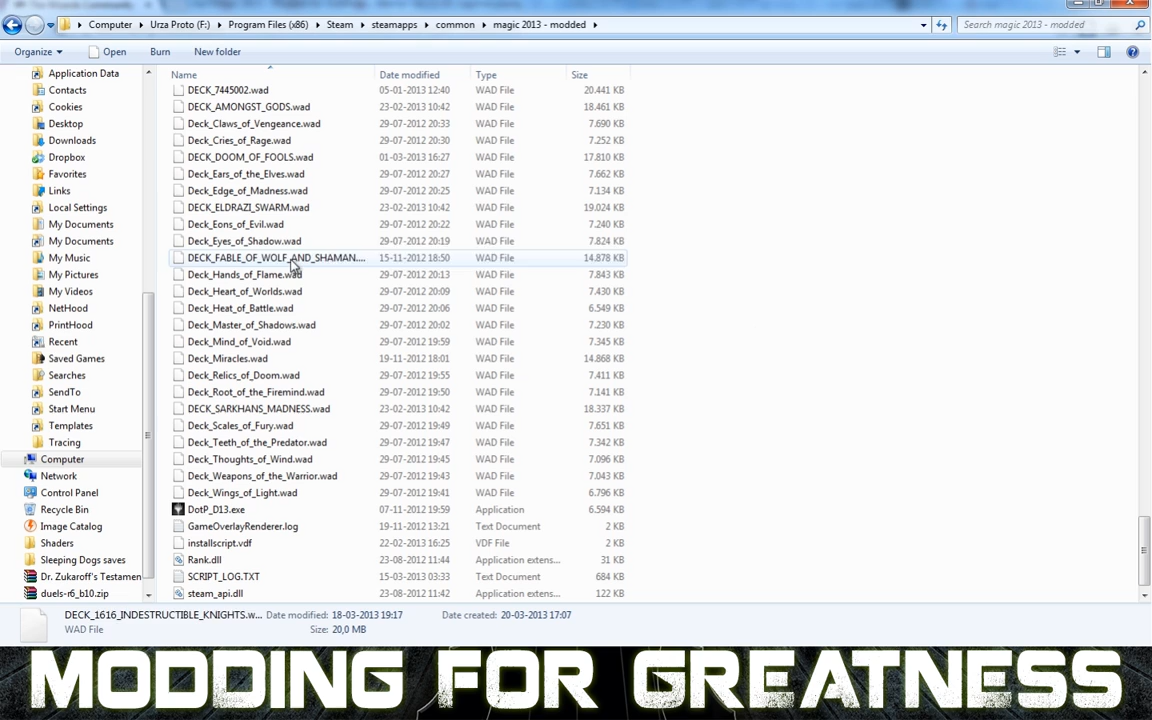 Computer ▸ Urza Proto (F:) ▸ Program Files (x86) ▸ Steam ▸ steamapps ▸ common ▸ magic 2013 - modded ▸ Search magic 2013 - modded
Organize Open Burn New folder
Application Data
Contacts
Cookies
Desktop
Downloads
Dropbox
Favorites
Links
Local Settings
My Documents
My Documents
My Music
My Pictures
My Videos
NetHood
PrintHood
Recent
Saved Games
Searches
SendTo
Start Menu
Templates
Tracing
Computer
Network
Control Panel
Recycle Bin
Image Catalog
Shaders
Sleeping Dogs saves
Dr. Zukaroff's Testamen
duels-r6_b10.zip
Name Date modified Type Size
DECK_7445002.wad 05-01-2013 12:40 WAD File 20.441 KB
DECK_AMONGST_GODS.wad 23-02-2013 10:42 WAD File 18.461 KB
Deck_Claws_of_Vengeance.wad 29-07-2012 20:33 WAD File 7.690 KB
Deck_Cries_of_Rage.wad 29-07-2012 20:30 WAD File 7.252 KB
DECK_DOOM_OF_FOOLS.wad 01-03-2013 16:27 WAD File 17.810 KB
Deck_Ears_of_the_Elves.wad 29-07-2012 20:27 WAD File 7.662 KB
Deck_Edge_of_Madness.wad 29-07-2012 20:25 WAD File 7.134 KB
DECK_ELDRAZI_SWARM.wad 23-02-2013 10:42 WAD File 19.024 KB
Deck_Eons_of_Evil.wad 29-07-2012 20:22 WAD File 7.240 KB
Deck_Eyes_of_Shadow.wad 29-07-2012 20:19 WAD File 7.824 KB
DECK_FABLE_OF_WOLF_AND_SHAMAN.... 15-11-2012 18:50 WAD File 14.878 KB
Deck_Hands_of_Flame.wad 29-07-2012 20:13 WAD File 7.843 KB
Deck_Heart_of_Worlds.wad 29-07-2012 20:09 WAD File 7.430 KB
Deck_Heat_of_Battle.wad 29-07-2012 20:06 WAD File 6.549 KB
Deck_Master_of_Shadows.wad 29-07-2012 20:02 WAD File 7.230 KB
Deck_Mind_of_Void.wad 29-07-2012 19:59 WAD File 7.345 KB
Deck_Miracles.wad 19-11-2012 18:01 WAD File 14.868 KB
Deck_Relics_of_Doom.wad 29-07-2012 19:55 WAD File 7.411 KB
Deck_Root_of_the_Firemind.wad 29-07-2012 19:50 WAD File 7.141 KB
DECK_SARKHANS_MADNESS.wad 23-02-2013 10:42 WAD File 18.337 KB
Deck_Scales_of_Fury.wad 29-07-2012 19:49 WAD File 7.651 KB
Deck_Teeth_of_the_Predator.wad 29-07-2012 19:47 WAD File 7.342 KB
Deck_Thoughts_of_Wind.wad 29-07-2012 19:45 WAD File 7.096 KB
Deck_Weapons_of_the_Warrior.wad 29-07-2012 19:43 WAD File 7.043 KB
Deck_Wings_of_Light.wad 29-07-2012 19:41 WAD File 6.796 KB
DotP_D13.exe 07-11-2012 19:59 Application 6.594 KB
GameOverlayRenderer.log 19-11-2012 13:21 Text Document 2 KB
installscript.vdf 22-02-2013 16:25 VDF File 2 KB
Rank.dll 23-08-2012 11:44 Application extens... 31 KB
SCRIPT_LOG.TXT 15-03-2013 03:33 Text Document 684 KB
steam_api.dll 23-08-2012 11:42 Application extens... 122 KB
DECK_1616_INDESTRUCTIBLE_KNIGHTS.w... Date modified: 18-03-2013 19:17 Date created: 20-03-2013 17:07
WAD File Size: 20,0 MB
MODDING FOR GREATNESS